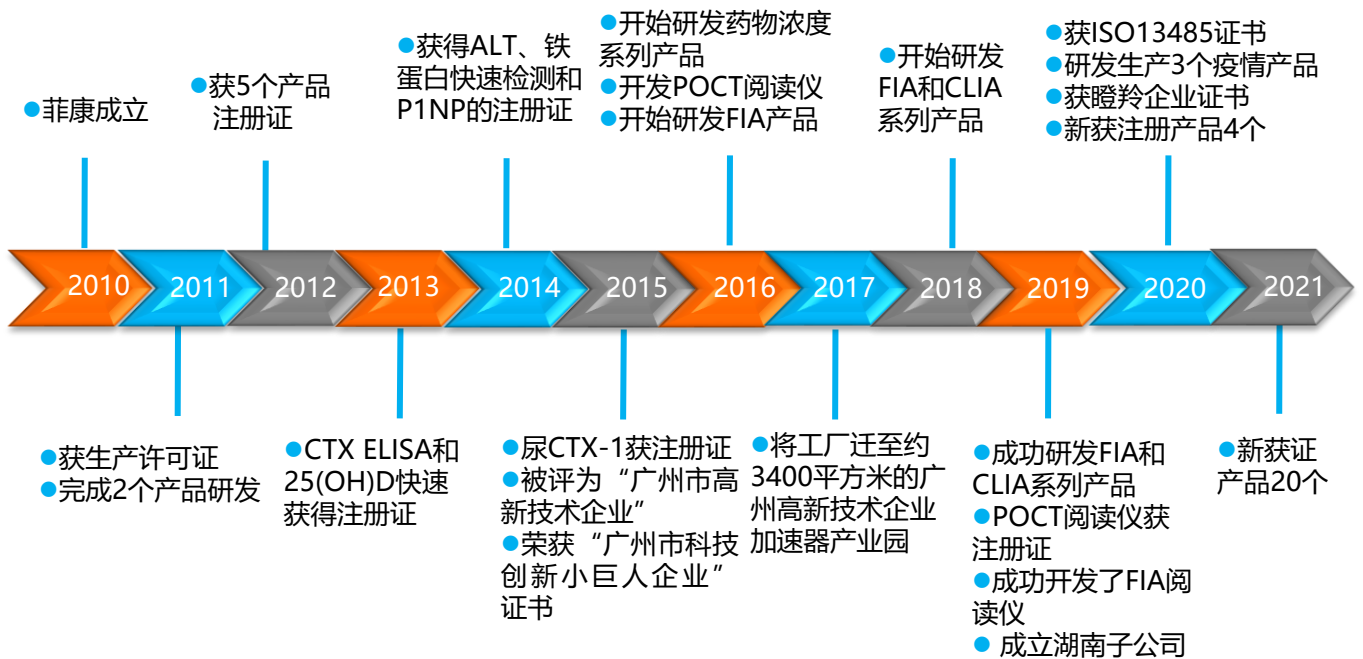 ●菲康成立
●获5个产品
注册证
●获得ALT、铁
蛋白快速检测和
P1NP的注册证
●开始研发药物浓度
系列产品
●开发POCT阅读仪
●开始研发FIA产品
●开始研发
FIA和CLIA
系列产品
●获ISO13485证书
●研发生产3个疫情产品
●获瞪羚企业证书
●新获注册产品4个
2010
2011
2012
2013
2014
2015
2016
2017
2018
2019
2020
2021
●获生产许可证
●完成2个产品研发
●CTX ELISA和
25(OH)D快速
获得注册证
●尿CTX-1获注册证
●被评为“广州市高
新技术企业”
●荣获“广州市科技
创新小巨人企业”
证书
●将工厂迁至约
3400平方米的广
州高新技术企业
加速器产业园
●成功研发FIA和
CLIA系列产品
●POCT阅读仪获
注册证
●成功开发了FIA阅
读仪
● 成立湖南子公司
●新获证
产品20个